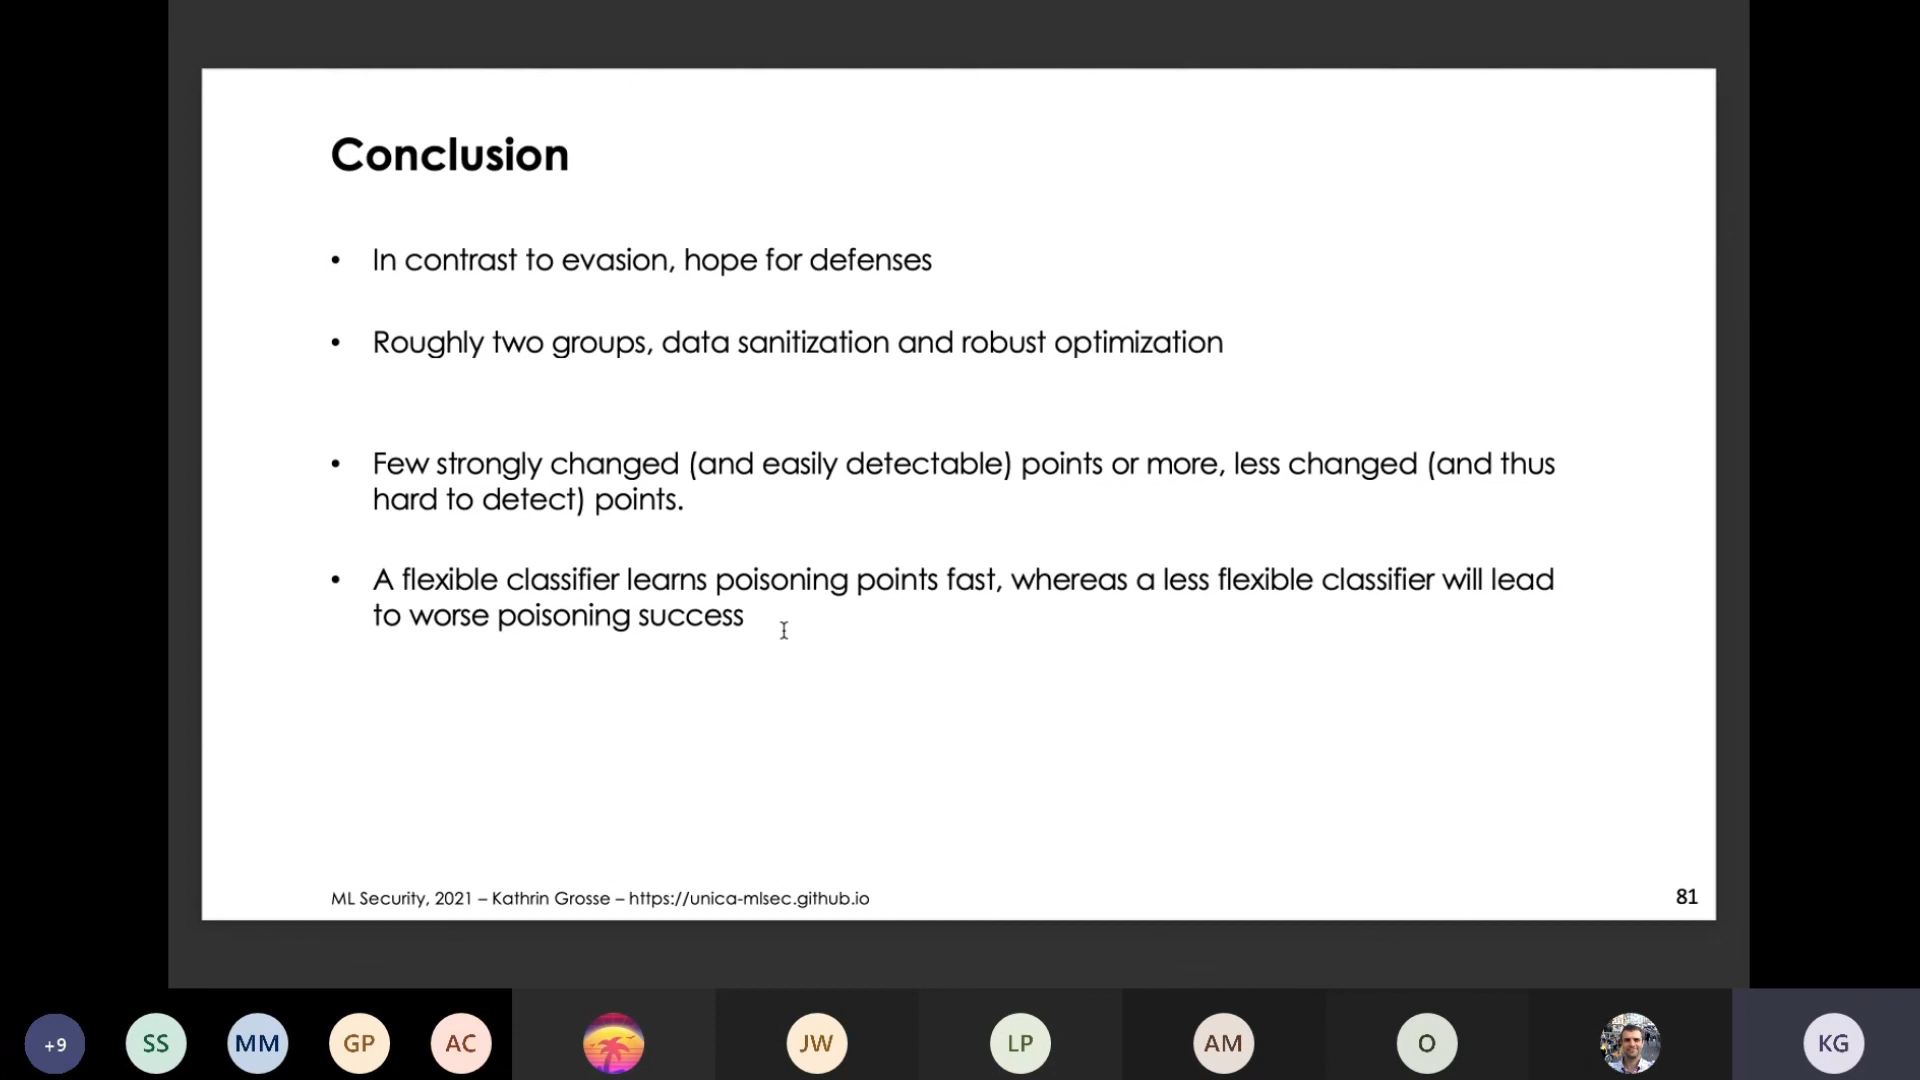 Conclusion
• In contrast to evasion, hope for defenses
• Roughly two groups, data sanitization and robust optimization
• Few strongly changed (and easily detectable) points or more, less changed (and thus
hard to detect) points.
• A flexible classifier learns poisoning points fast, whereas a less flexible classifier will lead
to worse poisoning success
ML Security, 2021 – Kathrin Grosse – https://unica-mlsec.github.io
81
+9 SS MM GP AC JW LP AM O KG